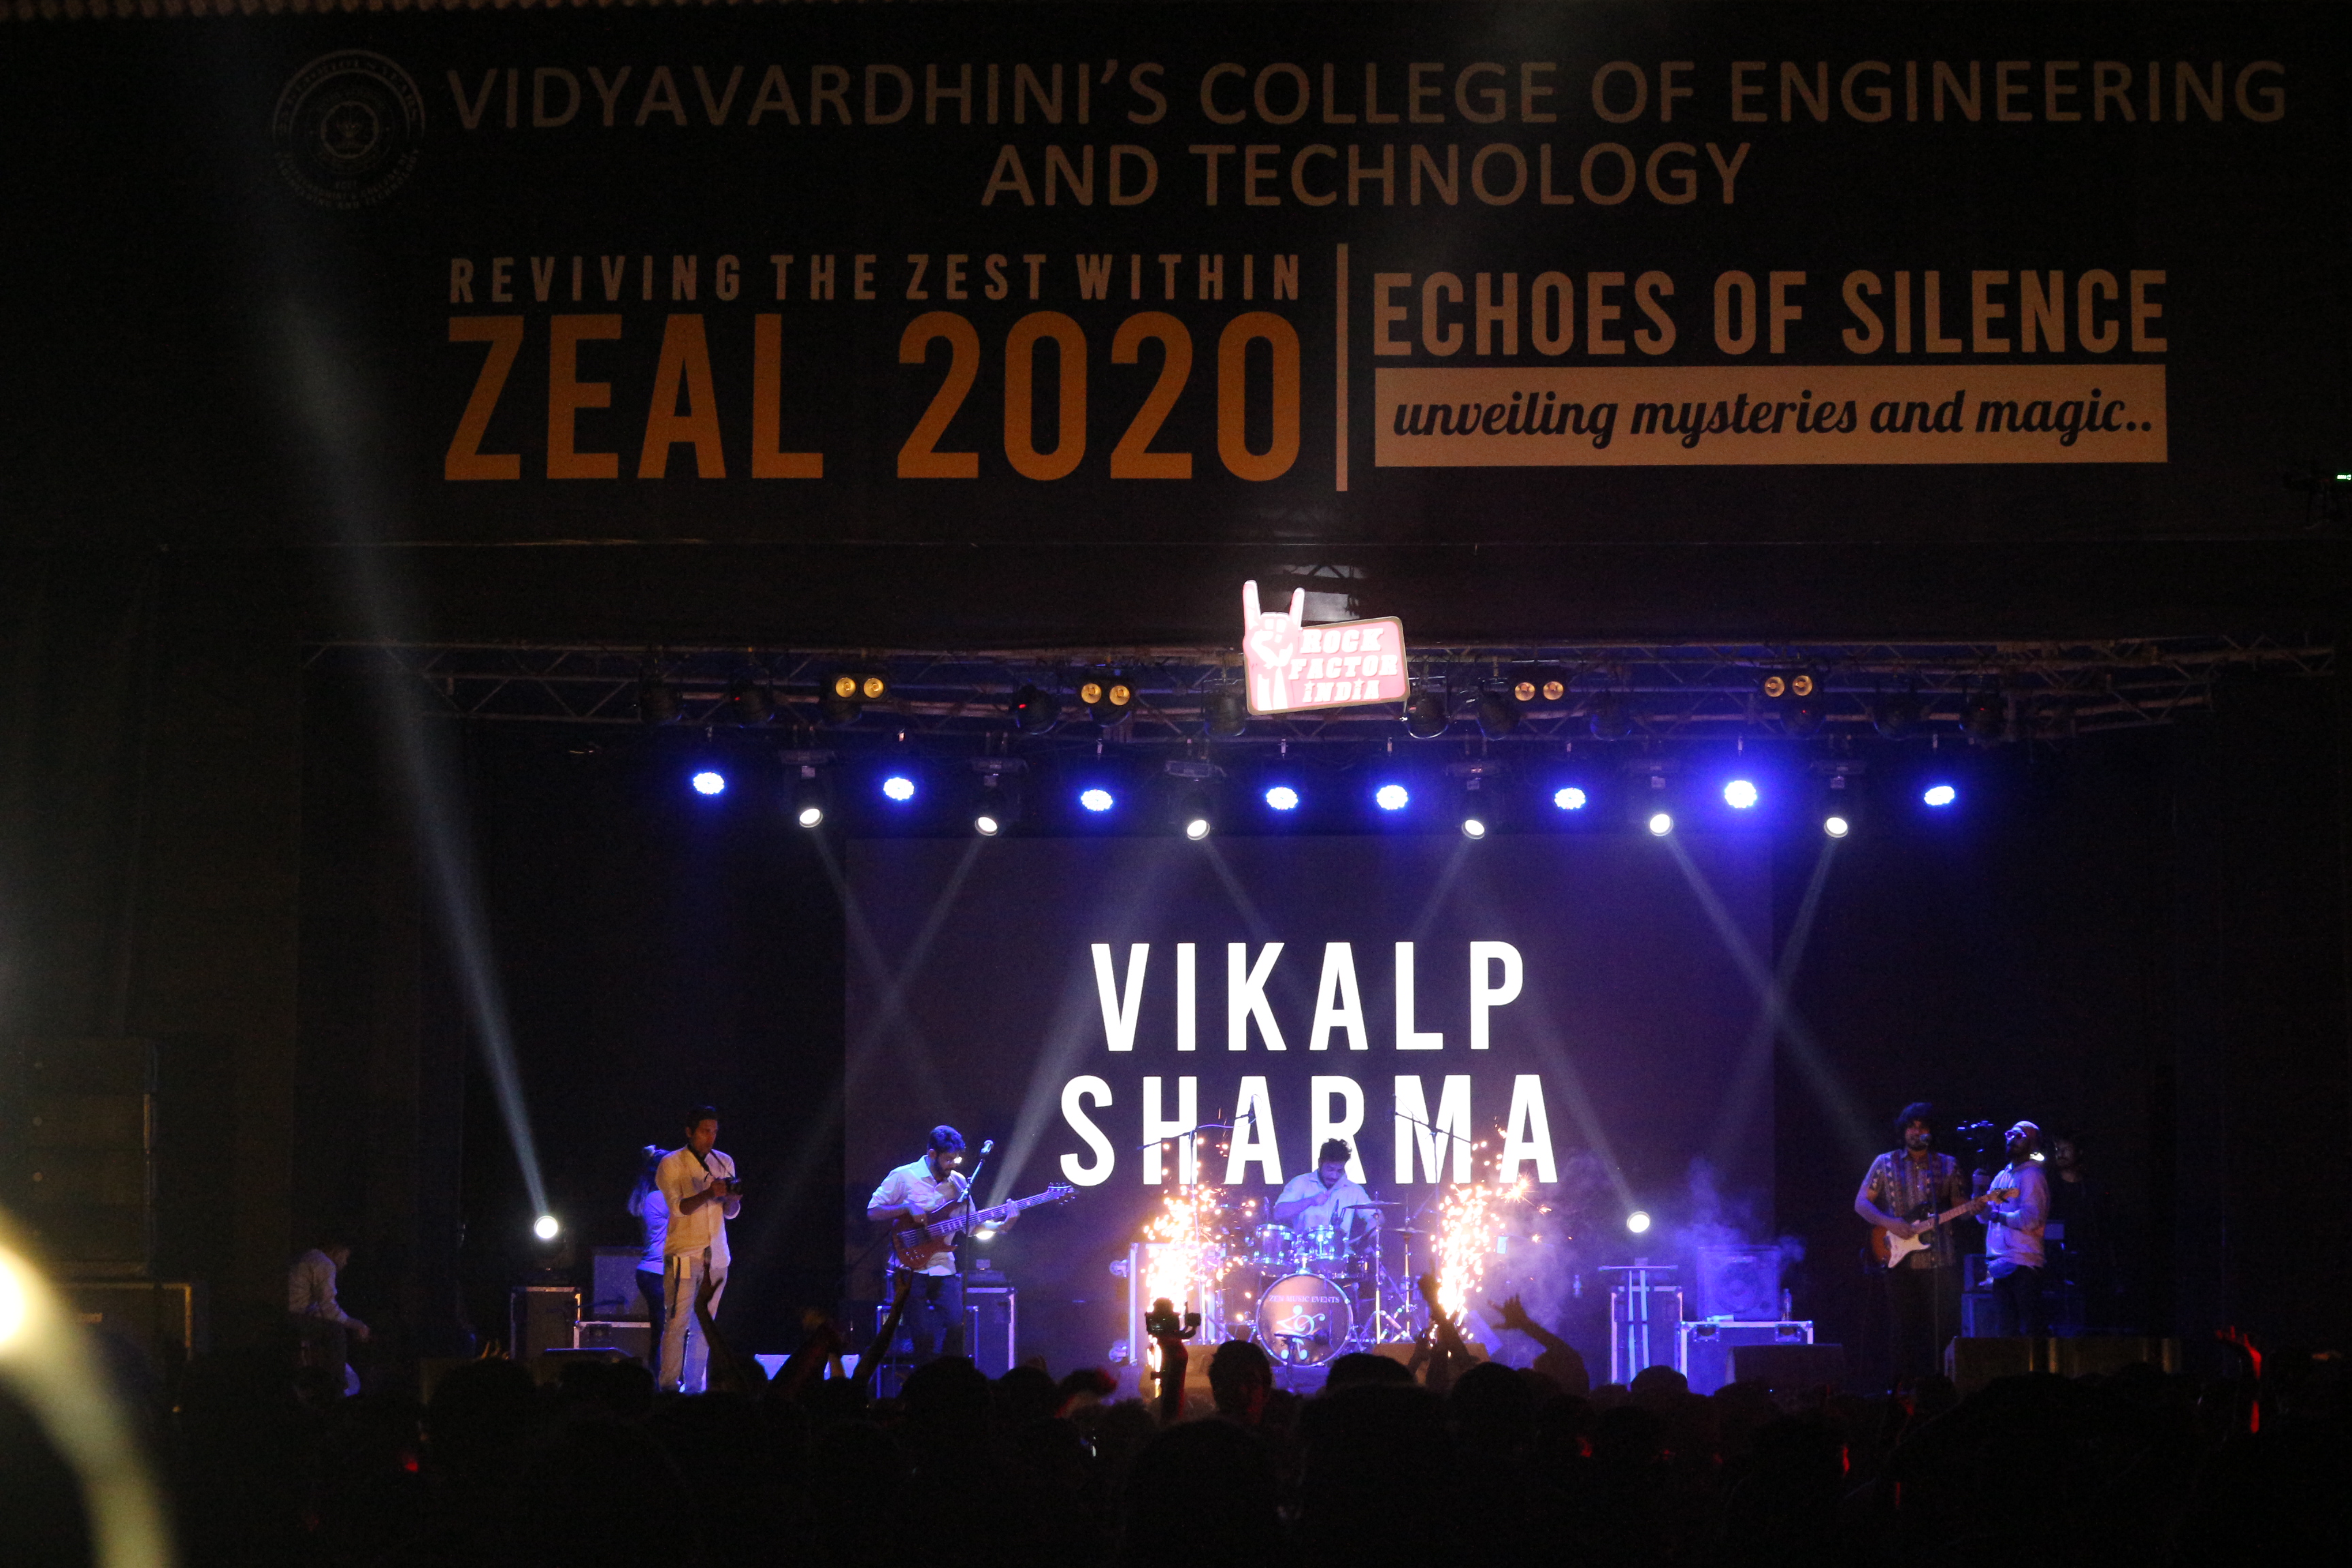 VIDYAVARDHINI'S COLLEGE OF ENGINEERING
AND TECHNOLOGY
REVIVING THE ZEST WITHIN
ZEAL 2020
ECHOES OF SILENCE
unveiling mysteries and magic..
ROCK
FACTOR
INDIA
VIKALP
SHARMA
ZEN MUSIC EVENTS